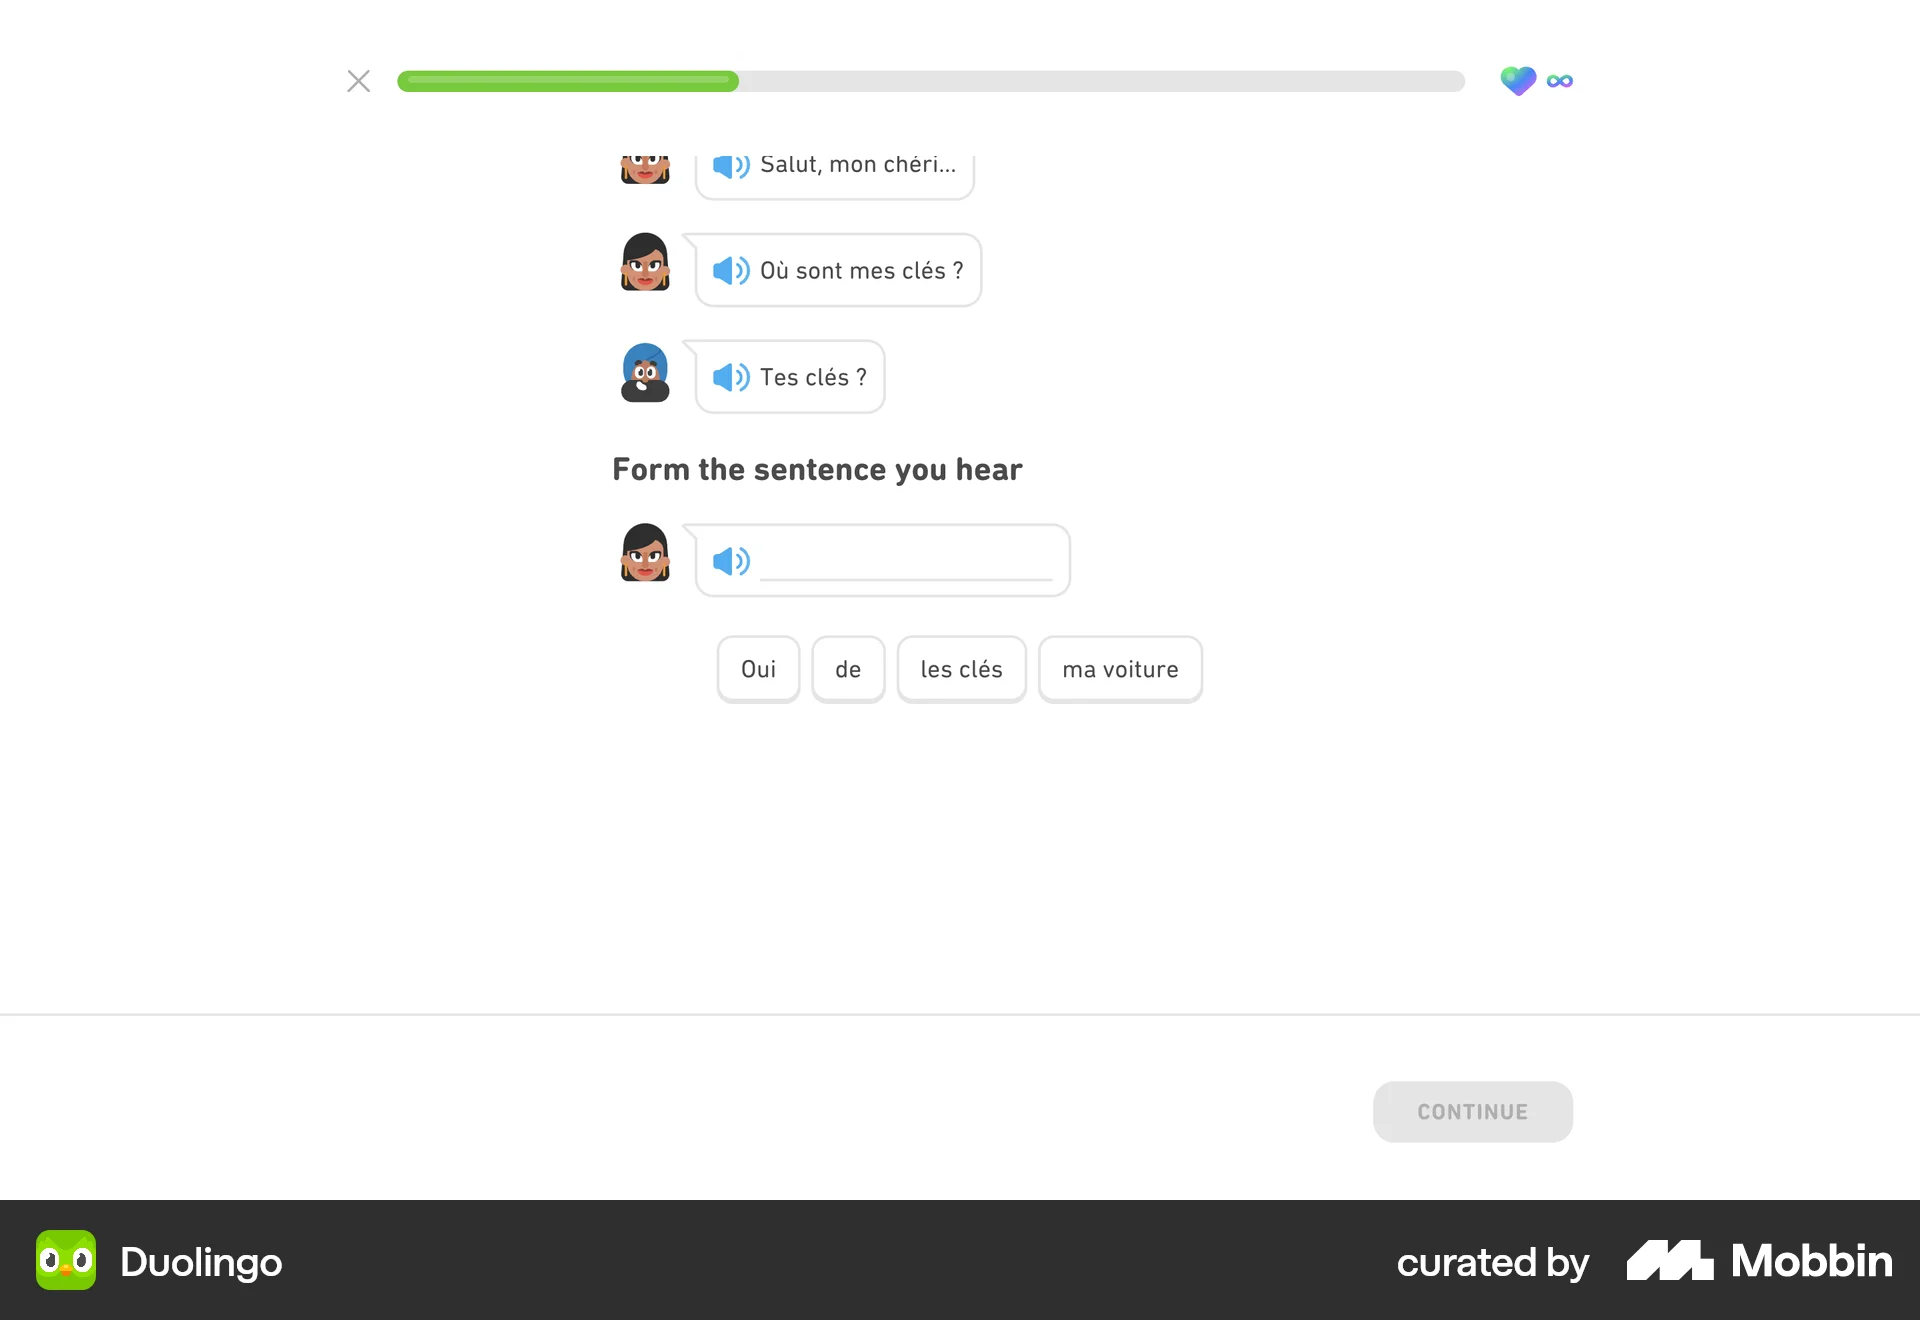 Salut, mon chéri...
Où sont mes clés ?
Tes clés ?
Form the sentence you hear
Oui
de
les clés
ma voiture
CONTINUE
Duolingo
curated by Mobbin